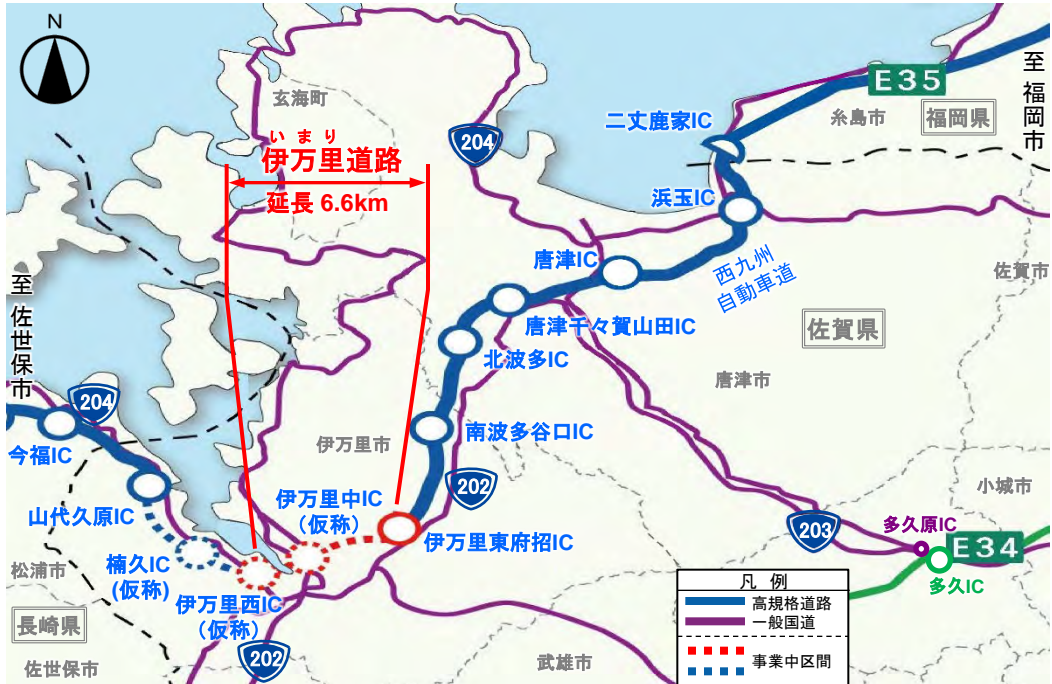 N
玄海町
いまり
伊万里道路
延長 6.6km
204
E35
至 福岡市
二丈鹿家IC
糸島市
福岡県
浜玉IC
唐津IC
西九州
自動車道
佐賀市
唐津千々賀山田IC
佐賀県
至 佐世保市
北波多IC
唐津市
204
今福IC
伊万里市
南波多谷口IC
山代久原IC
伊万里中IC
(仮称)
202
小城市
伊万里東府招IC
203
多久原IC
E34
多久IC
楠久IC
(仮称)
松浦市
伊万里西IC
(仮称)
長崎県
佐世保市
202
武雄市
凡 例
高規格道路
一般国道
事業中区間